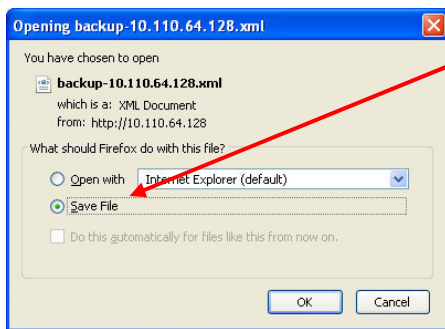 Opening backup-10.110.64.128.xml
You have chosen to open
backup-10.110.64.128.xml
which is a: XML Document
from: http://10.110.64.128
What should Firefox do with this file?
Open with Internet Explorer (default)
Save File
Do this automatically for files like this from now on.
OK Cancel